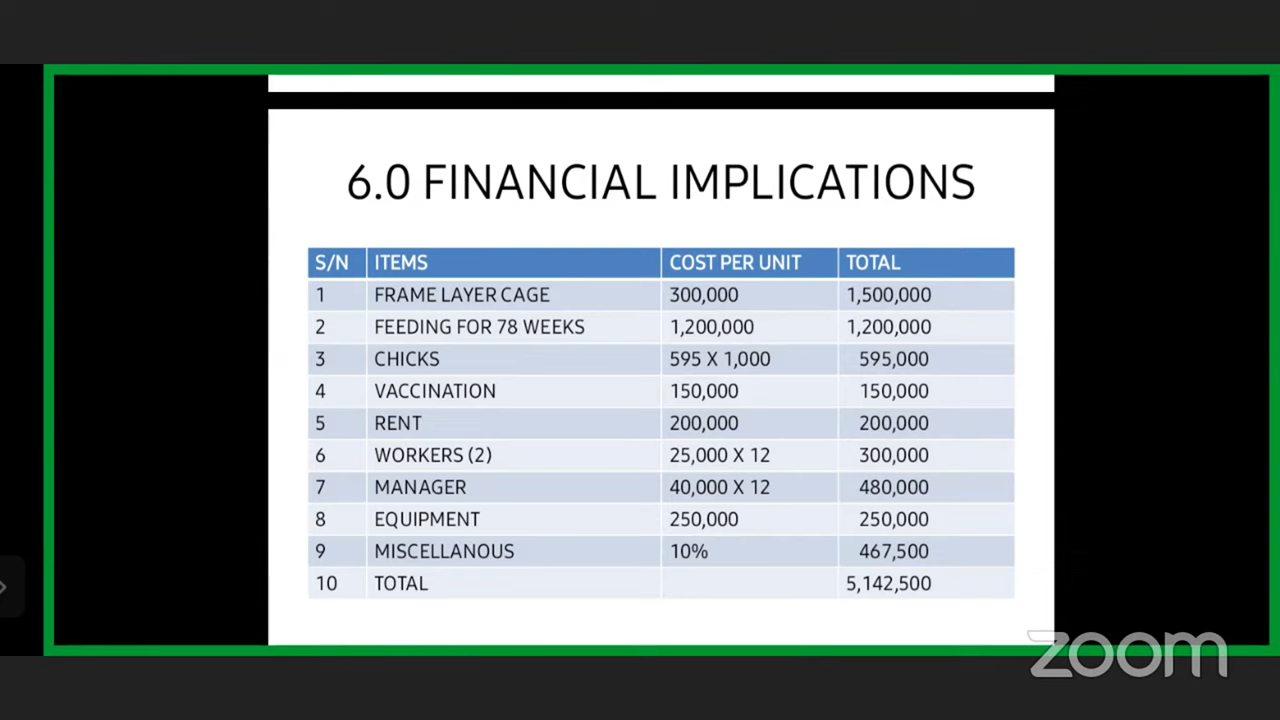 6.0 FINANCIAL IMPLICATIONS
S/N ITEMS COST PER UNIT TOTAL
1 FRAME LAYER CAGE 300,000 1,500,000
2 FEEDING FOR 78 WEEKS 1,200,000 1,200,000
3 CHICKS 595 X 1,000 595,000
4 VACCINATION 150,000 150,000
5 RENT 200,000 200,000
6 WORKERS (2) 25,000 X 12 300,000
7 MANAGER 40,000 X 12 480,000
8 EQUIPMENT 250,000 250,000
9 MISCELLANOUS 10% 467,500
10 TOTAL 5,142,500
zoom